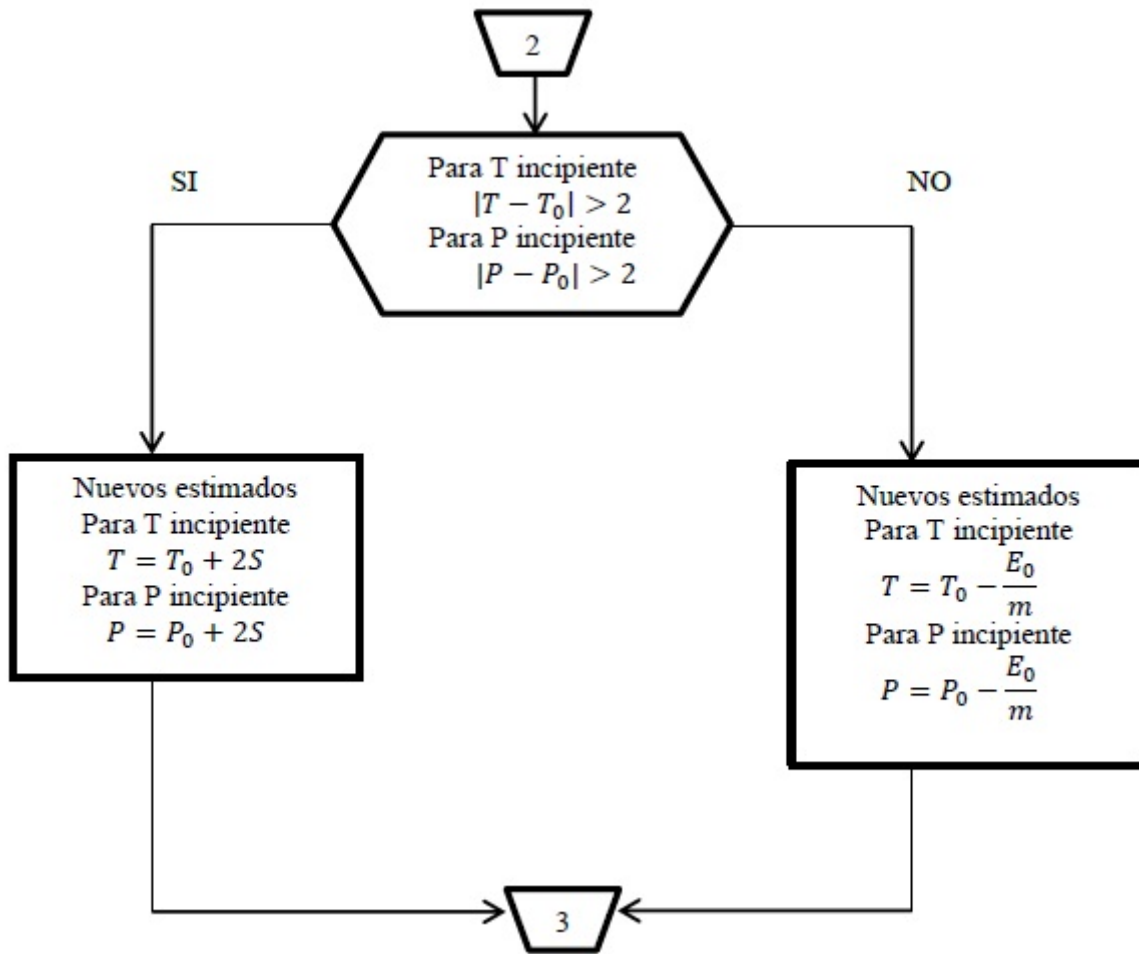 2
Para T incipiente
|T − T₀| > 2
Para P incipiente
|P − P₀| > 2
SI
NO
Nuevos estimados
Para T incipiente
T = T₀ + 2S
Para P incipiente
P = P₀ + 2S
Nuevos estimados
Para T incipiente
T = T₀ − E₀/m
Para P incipiente
P = P₀ − E₀/m
3